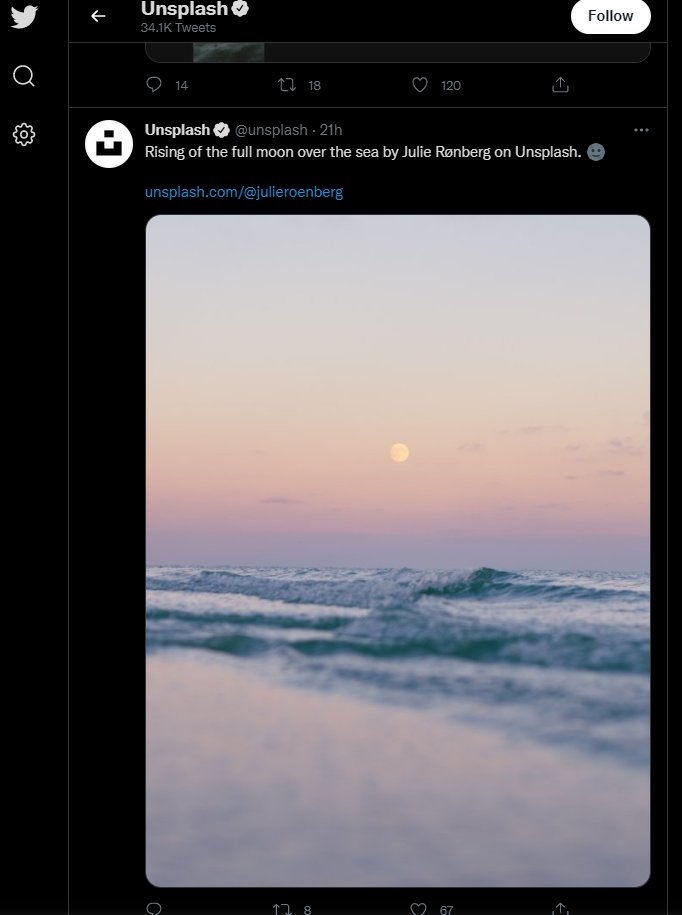 Unsplash
34.1K Tweets
Follow
14 18 120
Unsplash @unsplash · 21h
Rising of the full moon over the sea by Julie Rønberg on Unsplash. 🌚
unsplash.com/@julieroenberg
8 67